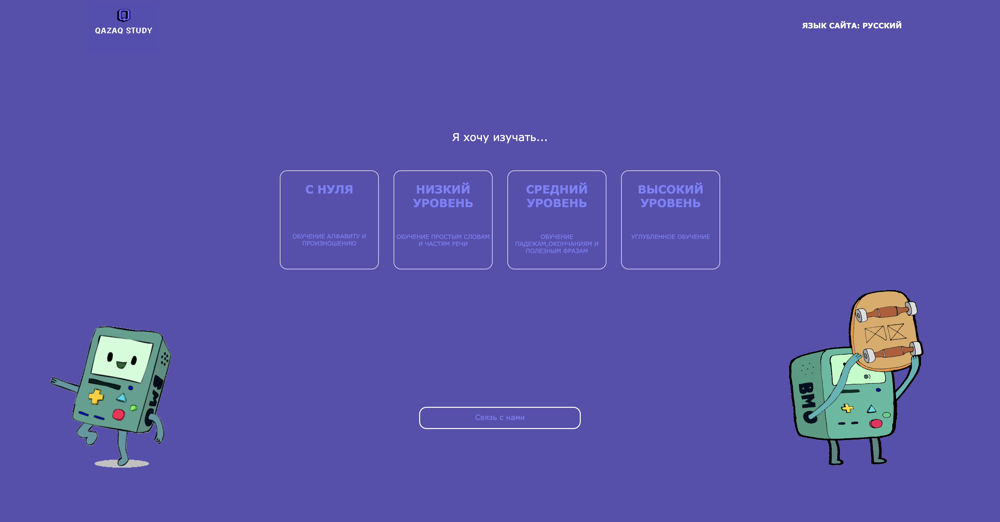 Q
QAZAQ STUDY
ЯЗЫК САЙТА: РУССКИЙ
Я хочу изучать...
С НУЛЯ
ОБУЧЕНИЕ АЛФАВИТУ И
ПРОИЗНОШЕНИЮ
НИЗКИЙ
УРОВЕНЬ
ОБУЧЕНИЕ ПРОСТЫМ СЛОВАМ
И ЧАСТЯМ РЕЧИ
СРЕДНИЙ
УРОВЕНЬ
ОБУЧЕНИЕ
ПАДЕЖАМ,ОКОНЧАНИЯМ И
ПОЛЕЗНЫМ ФРАЗАМ
ВЫСОКИЙ
УРОВЕНЬ
УГЛУБЛЕННОЕ ОБУЧЕНИЕ
BMO
BMO
Связь с нами